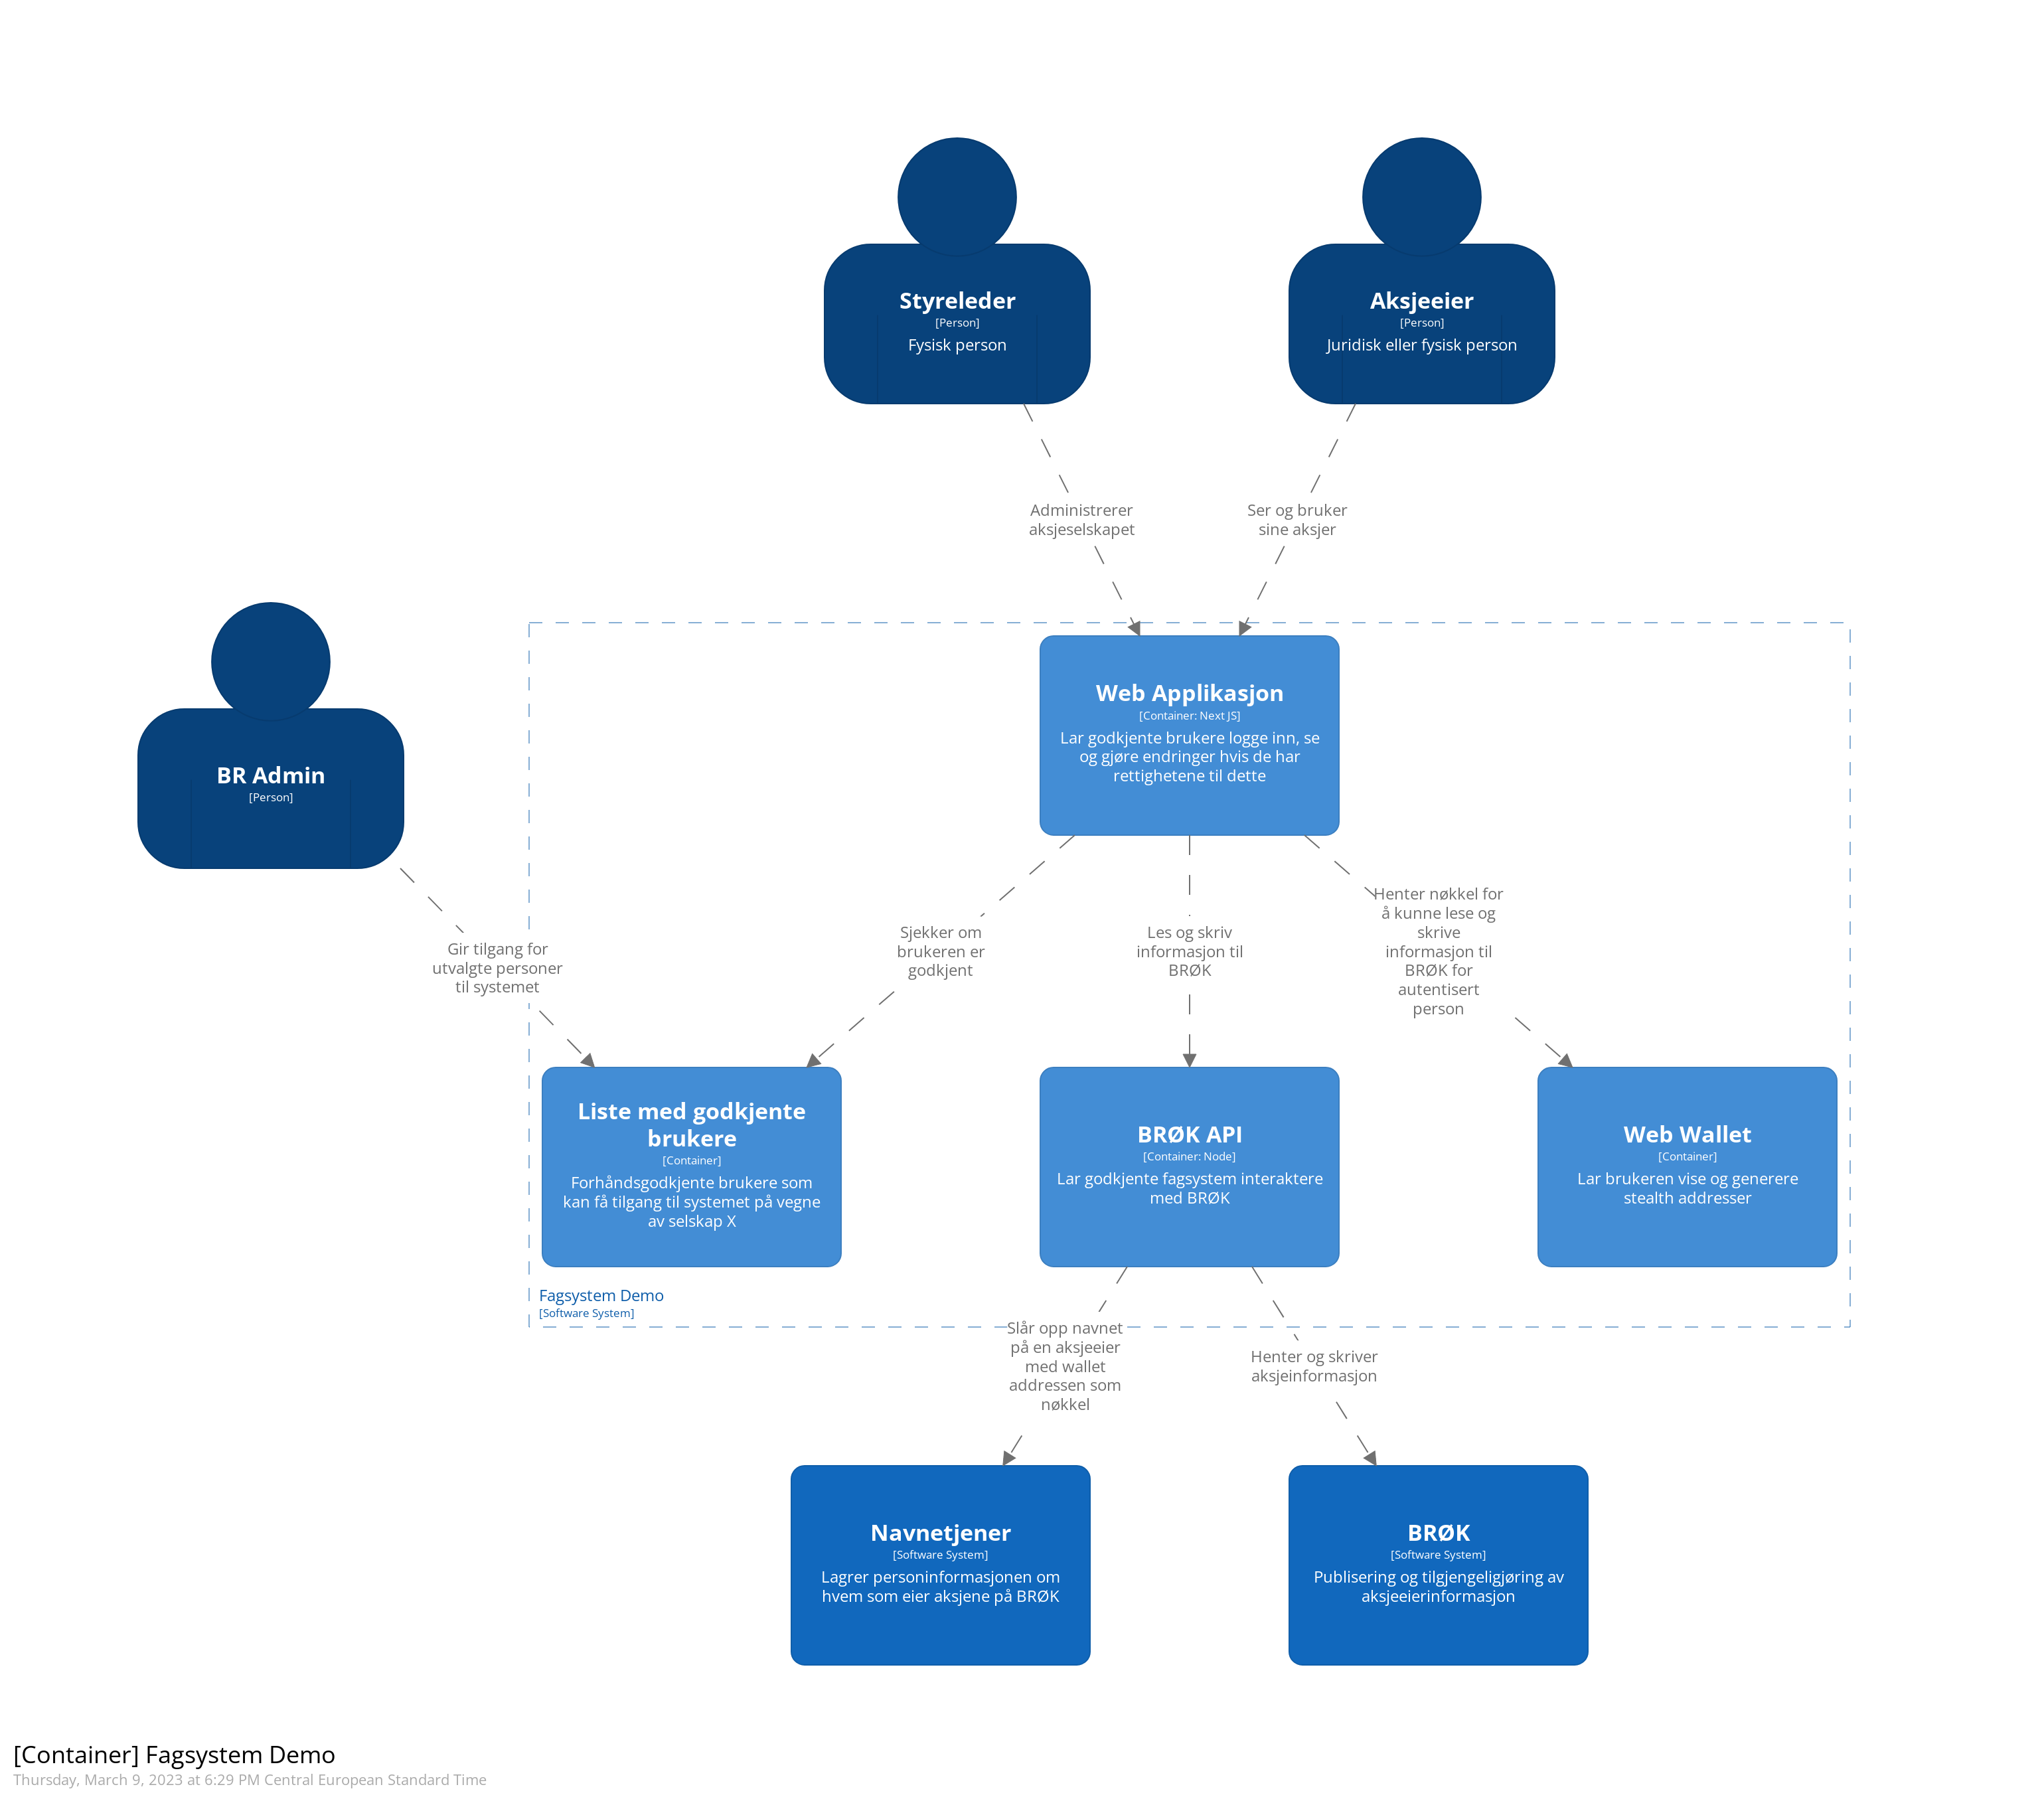 Styreleder
[Person]
Fysisk person
Aksjeeier
[Person]
Juridisk eller fysisk person
Administrerer
aksjeselskapet
Ser og bruker
sine aksjer
BR Admin
[Person]
Web Applikasjon
[Container: Next JS]
Lar godkjente brukere logge inn, se
og gjøre endringer hvis de har
rettighetene til dette
Gir tilgang for
utvalgte personer
til systemet
Sjekker om
brukeren er
godkjent
Les og skriv
informasjon til
BRØK
Henter nøkkel for
å kunne lese og
skrive
informasjon til
BRØK for
autentisert
person
Liste med godkjente
brukere
[Container]
Forhåndsgodkjente brukere som
kan få tilgang til systemet på vegne
av selskap X
BRØK API
[Container: Node]
Lar godkjente fagsystem interaktere
med BRØK
Web Wallet
[Container]
Lar brukeren vise og generere
stealth addresser
Fagsystem Demo
[Software System]
Slår opp navnet
på en aksjeeier
med wallet
addressen som
nøkkel
Henter og skriver
aksjeinformasjon
Navnetjener
[Software System]
Lagrer personinformasjonen om
hvem som eier aksjene på BRØK
BRØK
[Software System]
Publisering og tilgjengeligjøring av
aksjeeierinformasjon
[Container] Fagsystem Demo
Thursday, March 9, 2023 at 6:29 PM Central European Standard Time